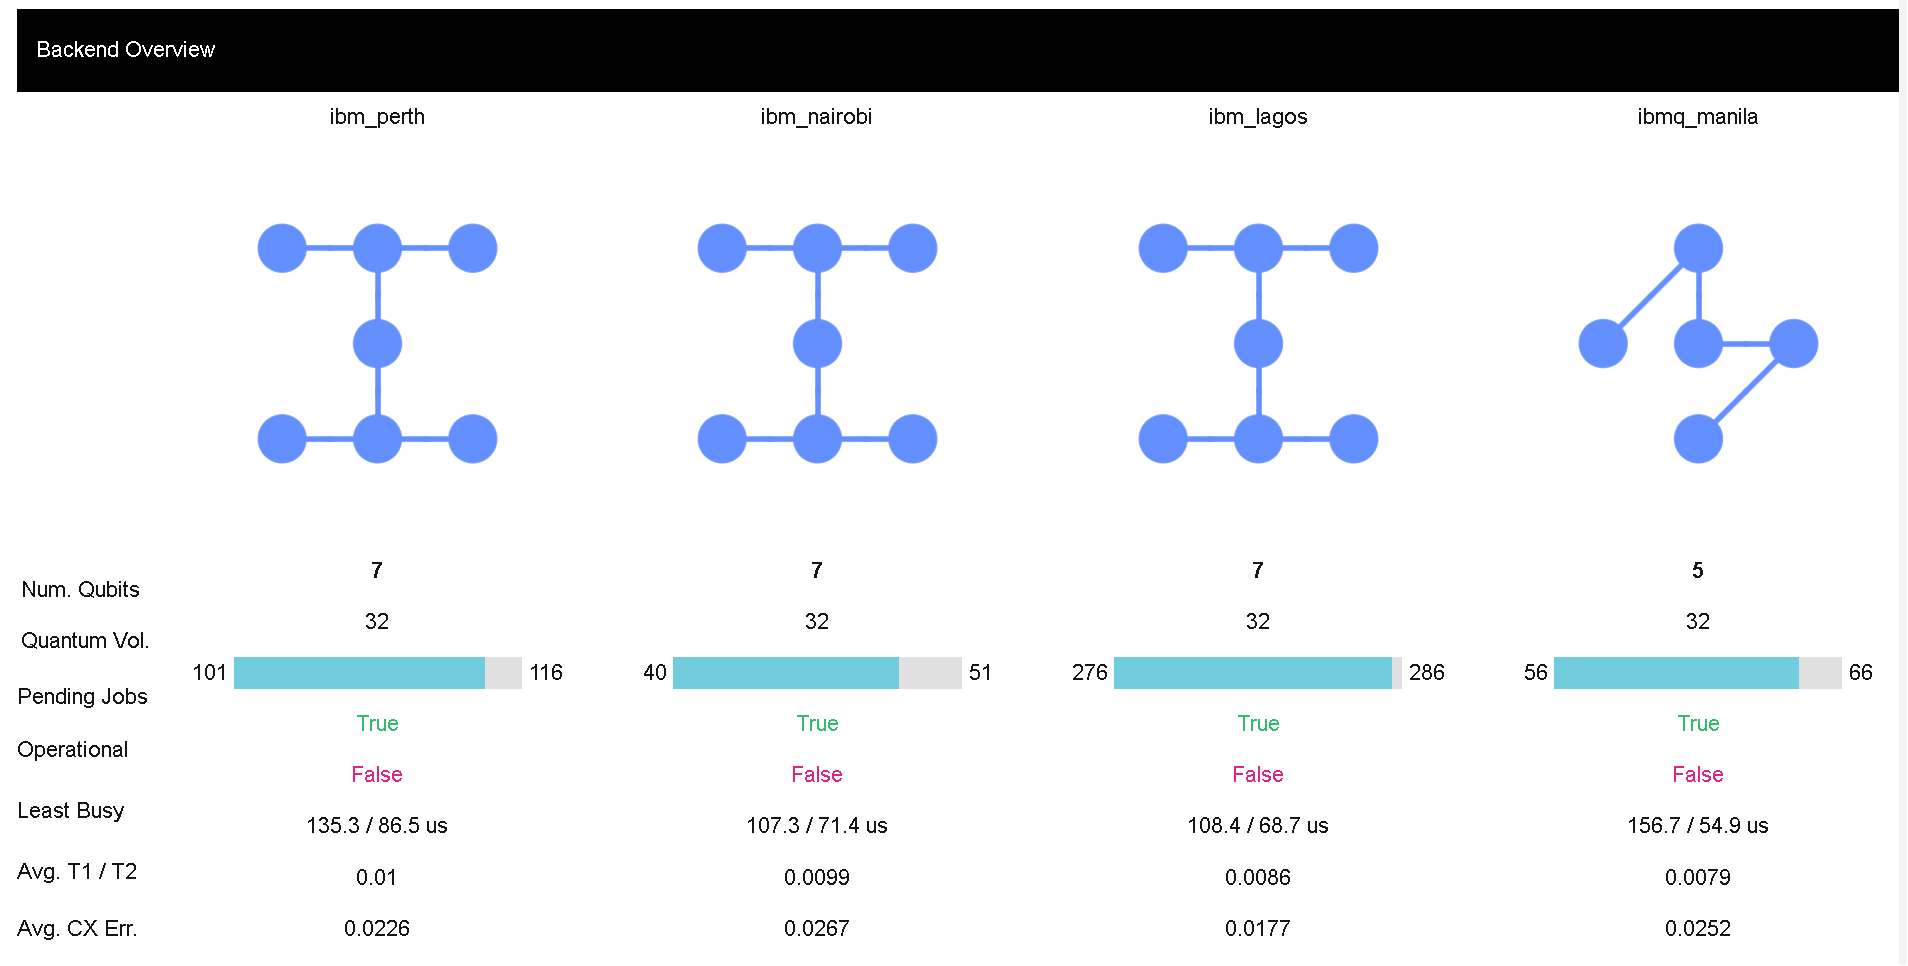 Backend Overview
ibm_perth ibm_nairobi ibm_lagos ibmq_manila
7 7 7 5
Num. Qubits
32 32 32 32
Quantum Vol.
101 116 40 51 276 286 56 66
Pending Jobs
True True True True
Operational
False False False False
Least Busy
135.3 / 86.5 us 107.3 / 71.4 us 108.4 / 68.7 us 156.7 / 54.9 us
Avg. T1 / T2
0.01 0.0099 0.0086 0.0079
Avg. CX Err.
0.0226 0.0267 0.0177 0.0252